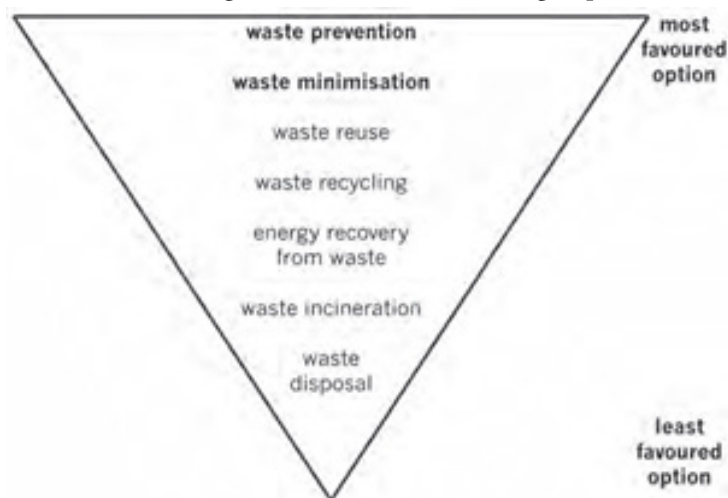 waste prevention
most
favoured
option
waste minimisation
waste reuse
waste recycling
energy recovery
from waste
waste incineration
waste
disposal
least
favoured
option